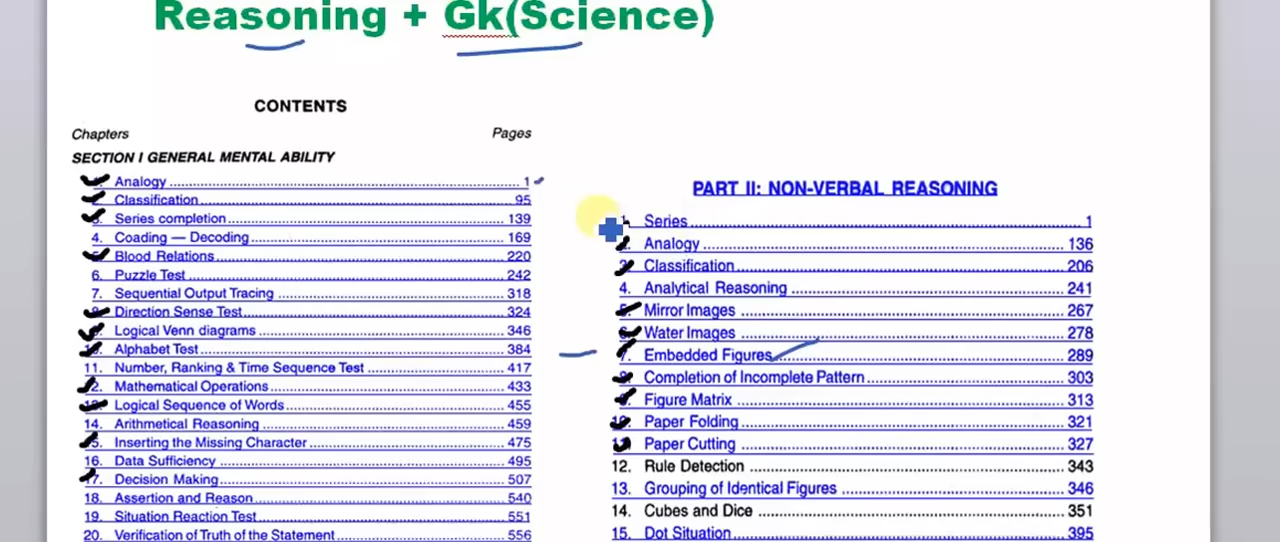 Reasoning + Gk(Science)
CONTENTS
Chapters Pages
SECTION I GENERAL MENTAL ABILITY
Analogy 1
Classification 95
Series completion 139
4. Coading — Decoding 169
Blood Relations 220
6. Puzzle Test 242
7. Sequential Output Tracing 318
Direction Sense Test 324
Logical Venn diagrams 346
Alphabet Test 384
11. Number, Ranking & Time Sequence Test 417
Mathematical Operations 433
Logical Sequence of Words 455
14. Arithmetical Reasoning 459
Inserting the Missing Character 475
16. Data Sufficiency 495
Decision Making 507
18. Assertion and Reason 540
19. Situation Reaction Test 551
20. Verification of Truth of the Statement 556
PART II: NON-VERBAL REASONING
Series 1
Analogy 136
Classification 206
4. Analytical Reasoning 241
Mirror Images 267
Water Images 278
7. Embedded Figures 289
Completion of Incomplete Pattern 303
Figure Matrix 313
Paper Folding 321
Paper Cutting 327
12. Rule Detection 343
13. Grouping of Identical Figures 346
14. Cubes and Dice 351
15. Dot Situation 395